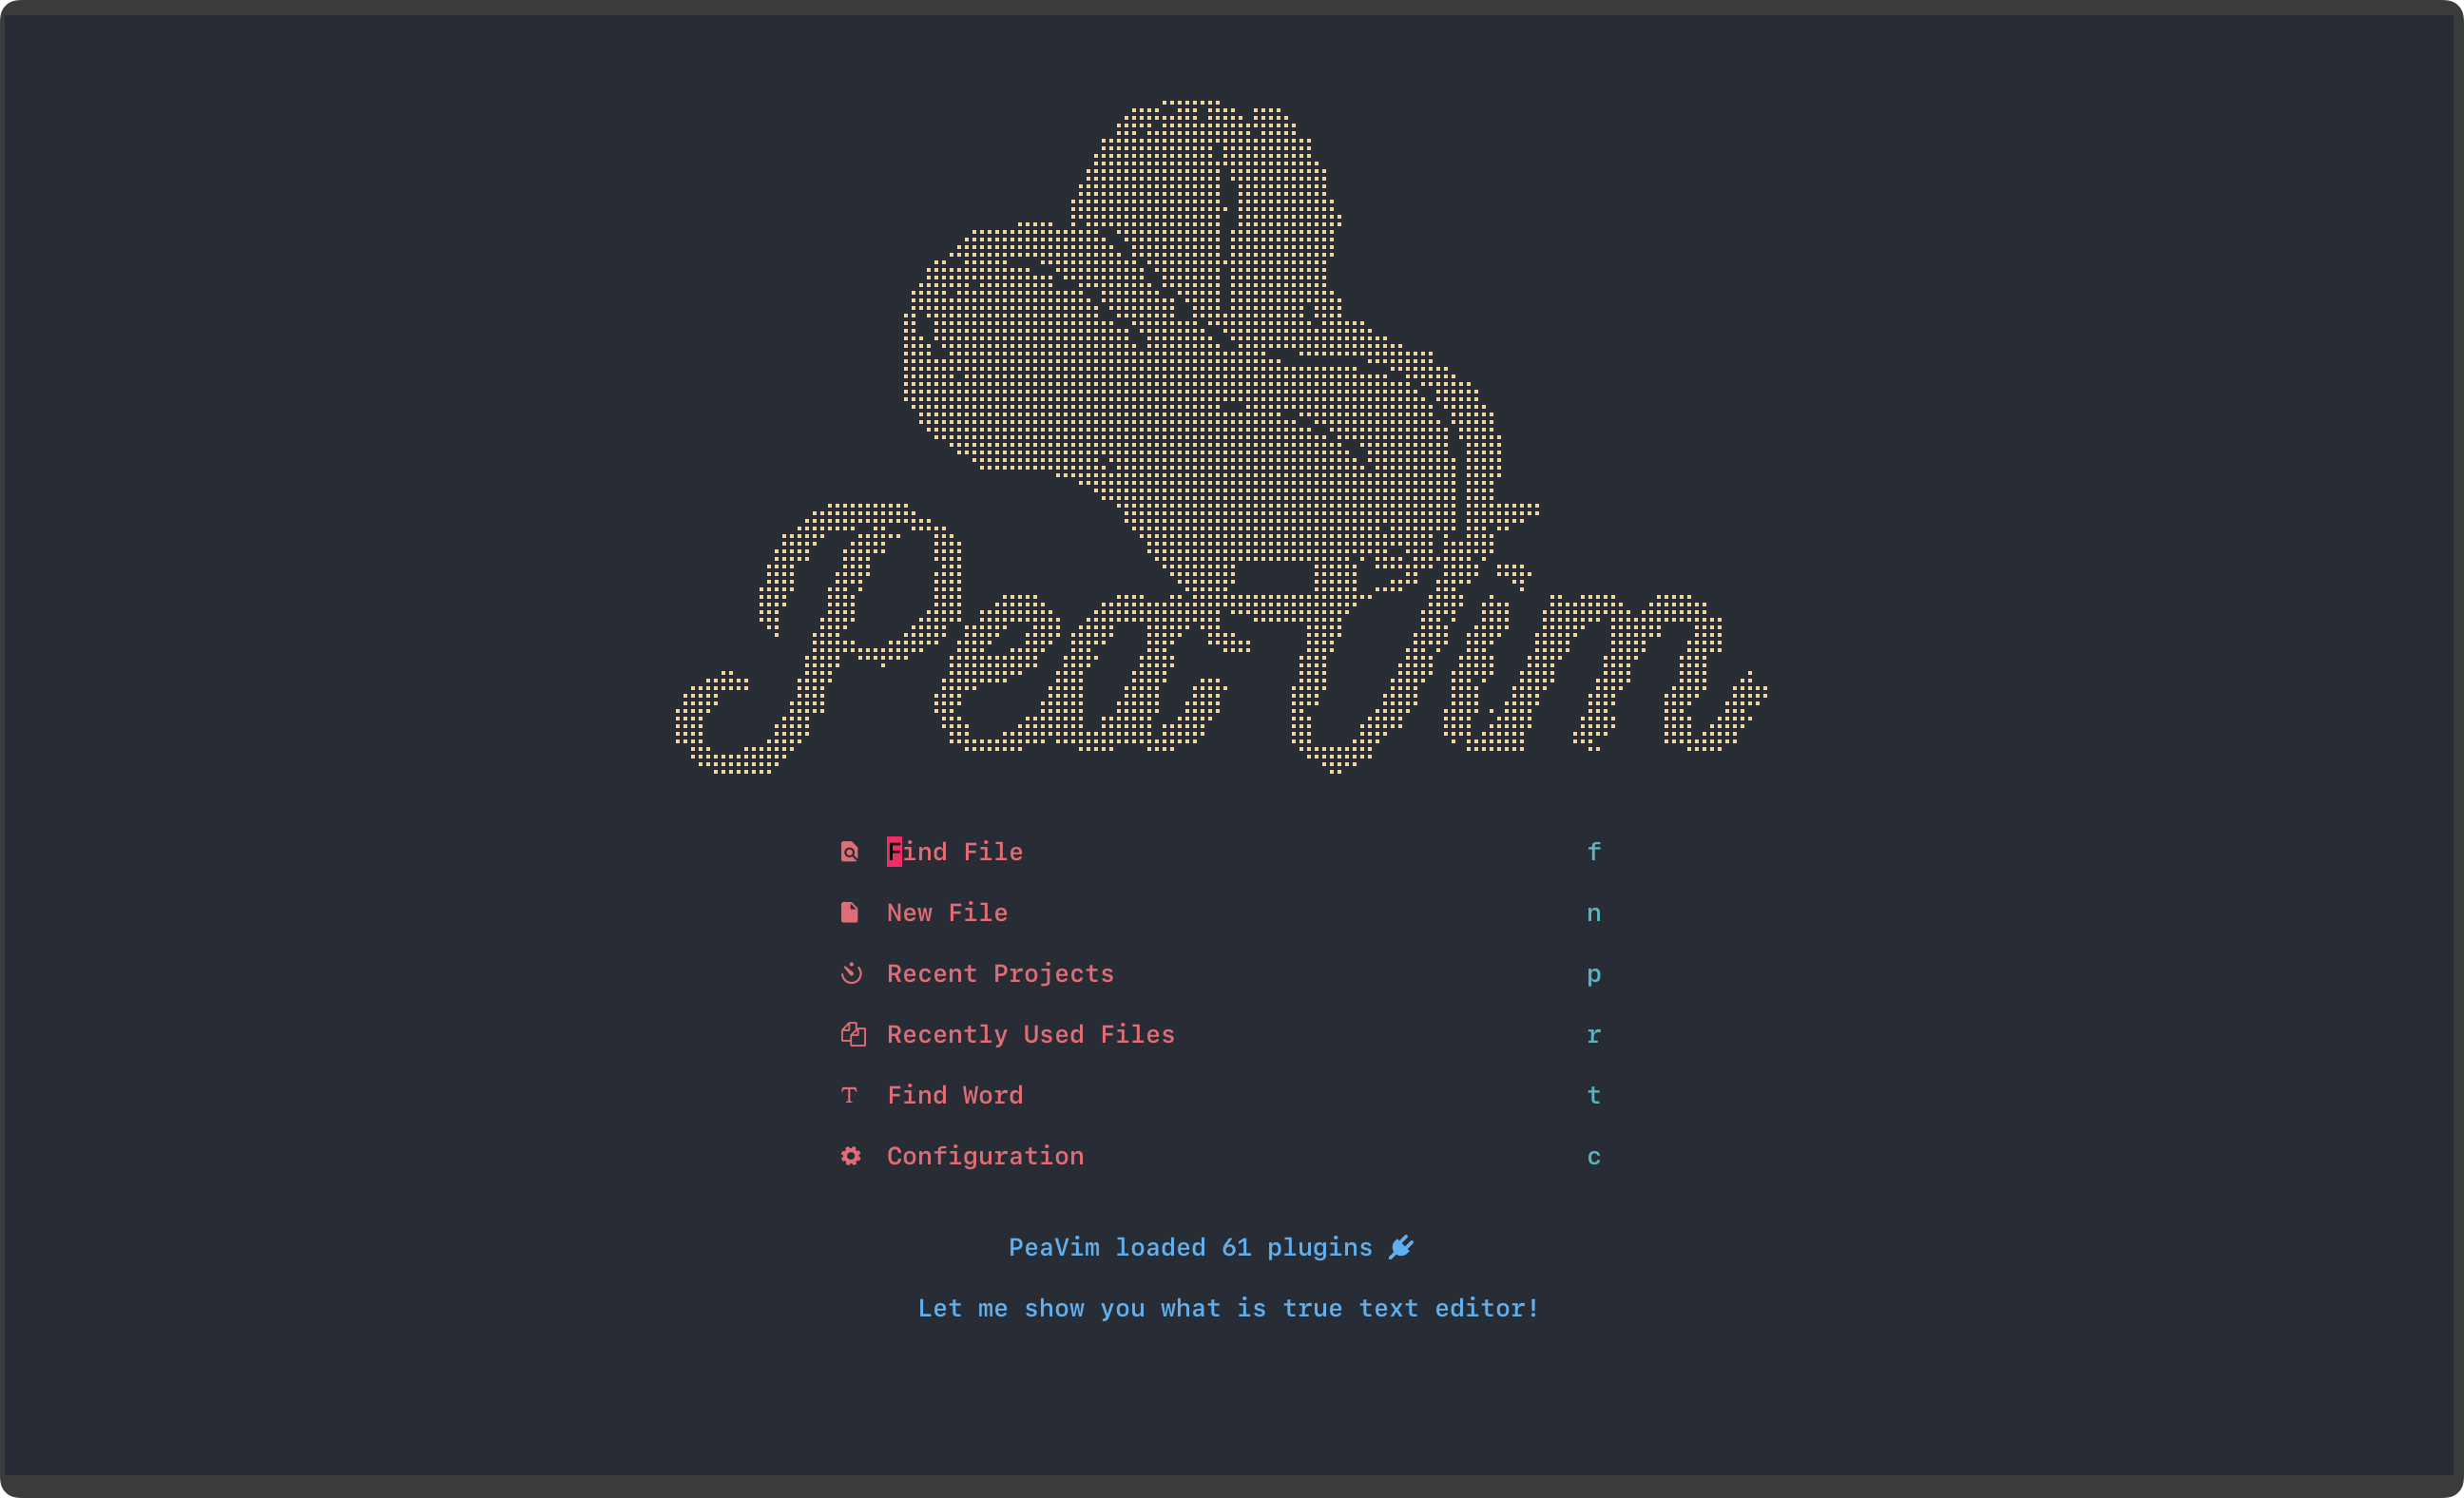 PeaVim
Find File f
New File n
Recent Projects p
Recently Used Files r
Find Word t
Configuration c
PeaVim loaded 61 plugins
Let me show you what is true text editor!